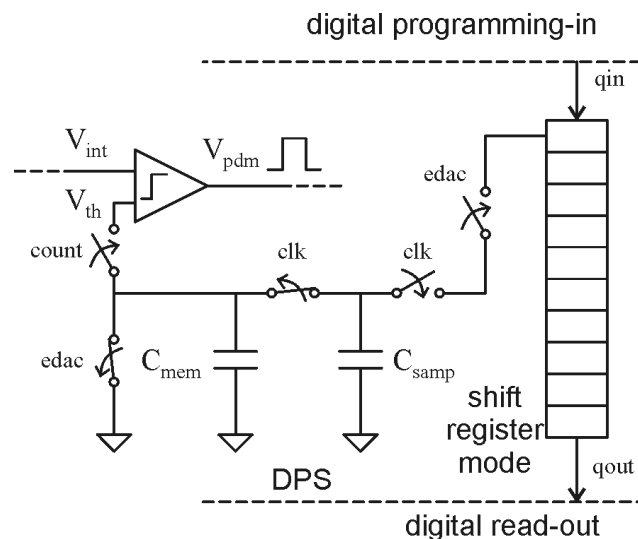 digital programming-in
qin
V_int
V_pdm
V_th
edac
count
clk
clk
edac
C_mem
C_samp
shift
register
mode
qout
DPS
digital read-out